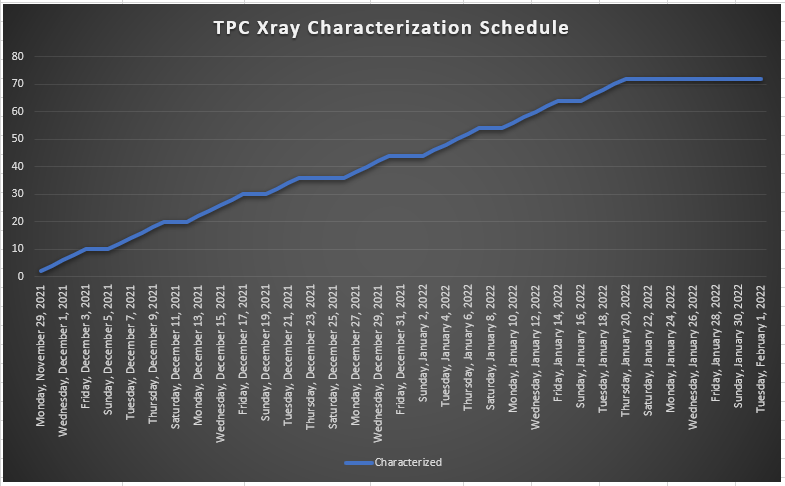 TPC Xray Characterization Schedule
80
70
60
50
40
30
20
10
0
Monday, November 29, 2021
Wednesday, December 1, 2021
Friday, December 3, 2021
Sunday, December 5, 2021
Tuesday, December 7, 2021
Thursday, December 9, 2021
Saturday, December 11, 2021
Monday, December 13, 2021
Wednesday, December 15, 2021
Friday, December 17, 2021
Sunday, December 19, 2021
Tuesday, December 21, 2021
Thursday, December 23, 2021
Saturday, December 25, 2021
Monday, December 27, 2021
Wednesday, December 29, 2021
Friday, December 31, 2021
Sunday, January 2, 2022
Tuesday, January 4, 2022
Thursday, January 6, 2022
Saturday, January 8, 2022
Monday, January 10, 2022
Wednesday, January 12, 2022
Friday, January 14, 2022
Sunday, January 16, 2022
Tuesday, January 18, 2022
Thursday, January 20, 2022
Saturday, January 22, 2022
Monday, January 24, 2022
Wednesday, January 26, 2022
Friday, January 28, 2022
Sunday, January 30, 2022
Tuesday, February 1, 2022
Characterized